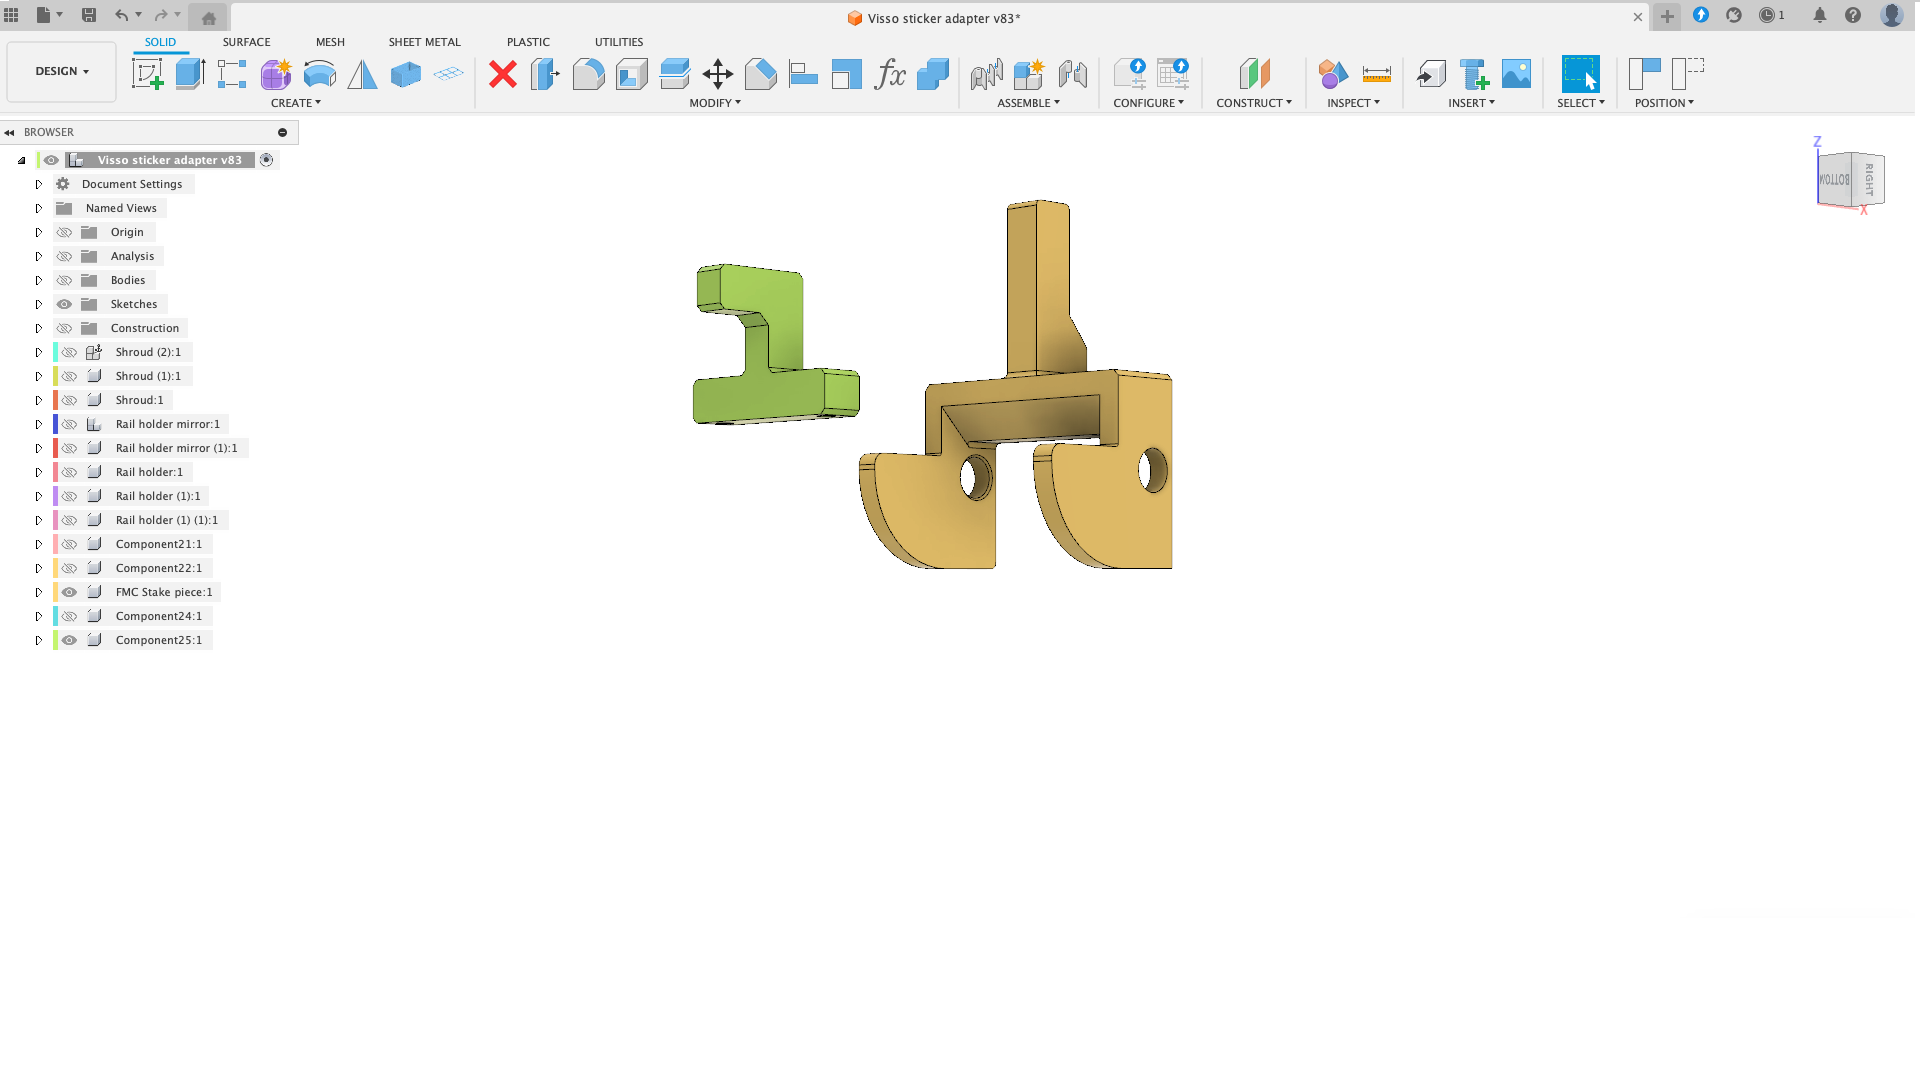 Visso sticker adapter v83*
1
DESIGN
SOLID
SURFACE
MESH
SHEET METAL
PLASTIC
UTILITIES
fx
CREATE
MODIFY
ASSEMBLE
CONFIGURE
CONSTRUCT
INSPECT
INSERT
SELECT
POSITION
BROWSER
Visso sticker adapter v83
Document Settings
Named Views
Origin
Analysis
Bodies
Sketches
Construction
Shroud (2):1
Shroud (1):1
Shroud:1
Rail holder mirror:1
Rail holder mirror (1):1
Rail holder:1
Rail holder (1):1
Rail holder (1) (1):1
Component21:1
Component22:1
FMC Stake piece:1
Component24:1
Component25:1
Z
BOTTOM
RIGHT
X